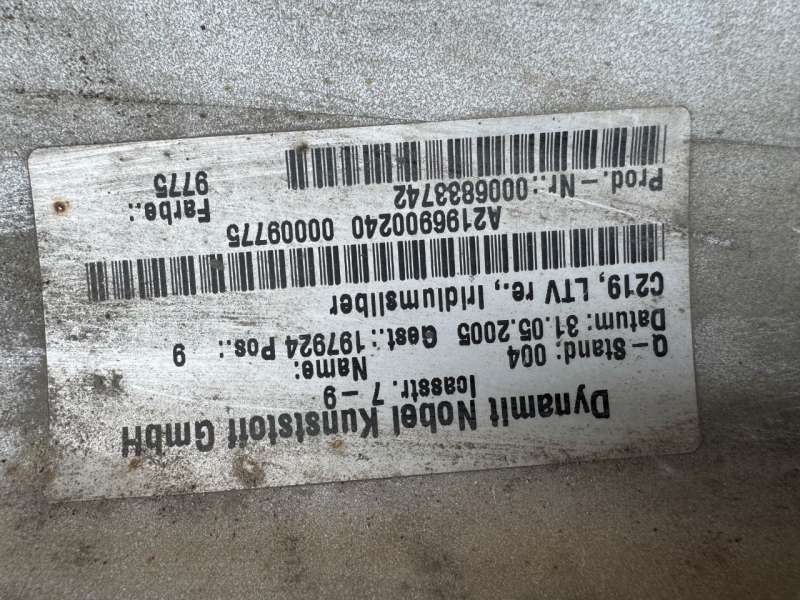 Dynamit Nobel Kunststoff GmbH
Icasstr. 7-9
Q-Stand: 004 Name:
Datum: 31.05.2005 Gest.: 197924 Pos.: 9
C219, LTV re., Iridiumsilber
A2196900240 00009775
Prod.-Nr.:0006833742 Farbe.:
9775